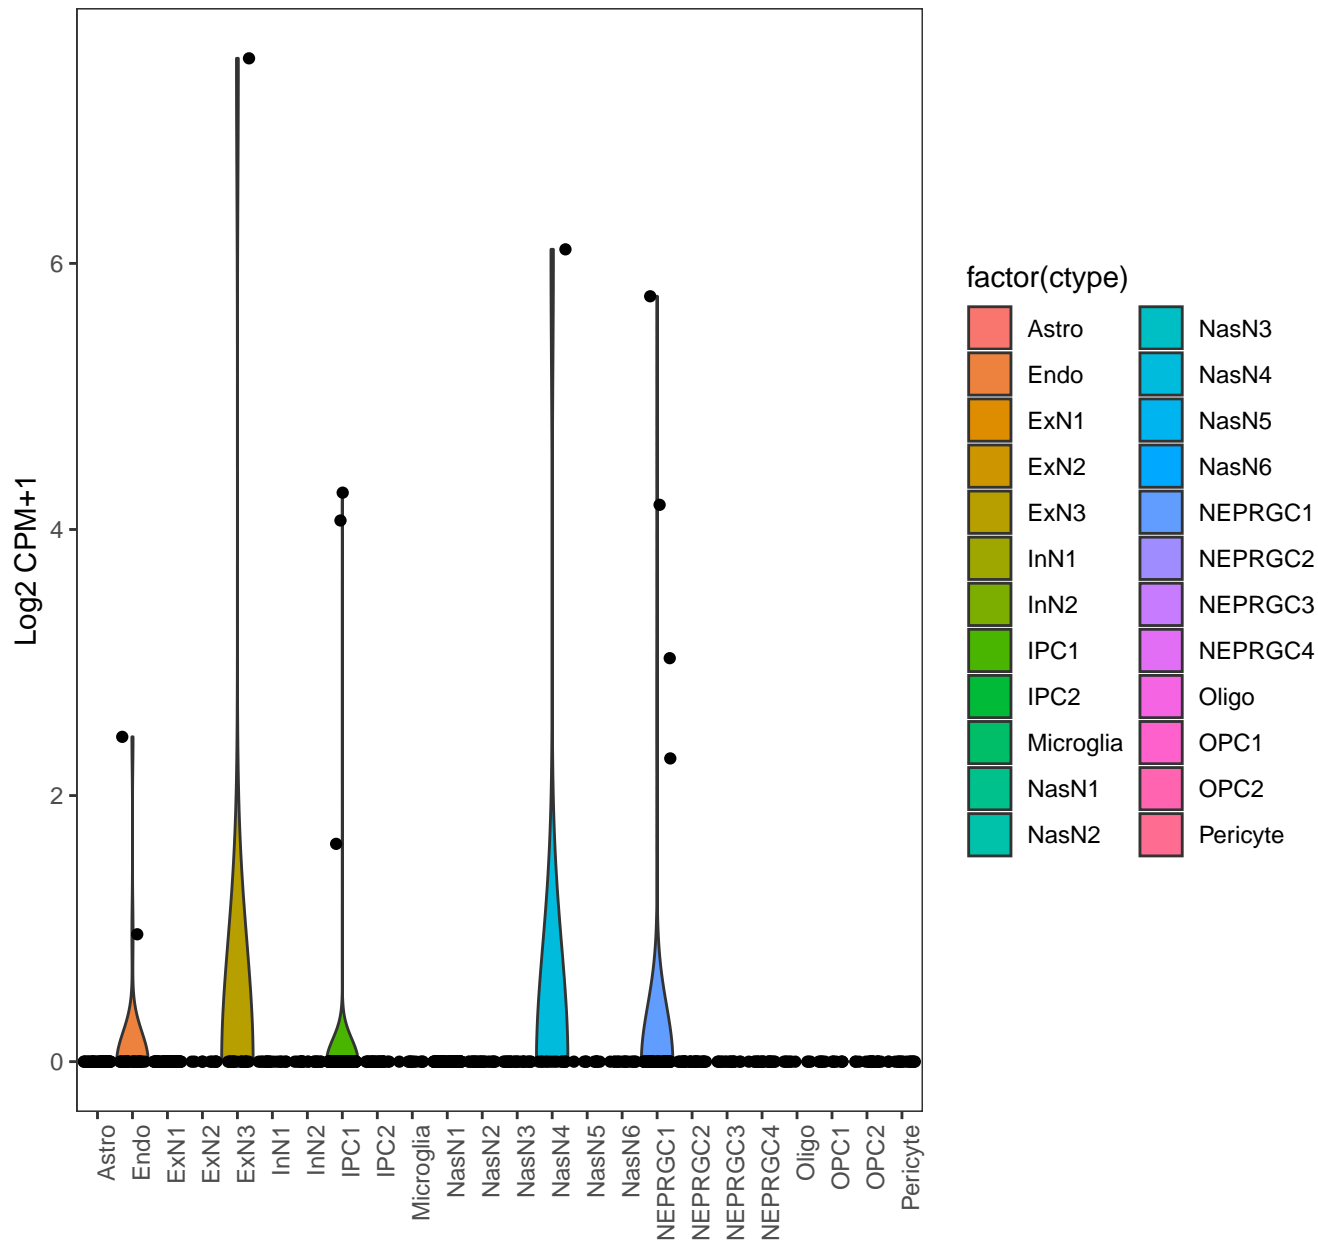 Log2 CPM+1
6
4
2
0
Astro
Endo
ExN1
ExN2
ExN3
InN1
InN2
IPC1
IPC2
Microglia
NasN1
NasN2
NasN3
NasN4
NasN5
NasN6
NEPRGC1
NEPRGC2
NEPRGC3
NEPRGC4
Oligo
OPC1
OPC2
Pericyte
factor(ctype)
Astro
Endo
ExN1
ExN2
ExN3
InN1
InN2
IPC1
IPC2
Microglia
NasN1
NasN2
NasN3
NasN4
NasN5
NasN6
NEPRGC1
NEPRGC2
NEPRGC3
NEPRGC4
Oligo
OPC1
OPC2
Pericyte